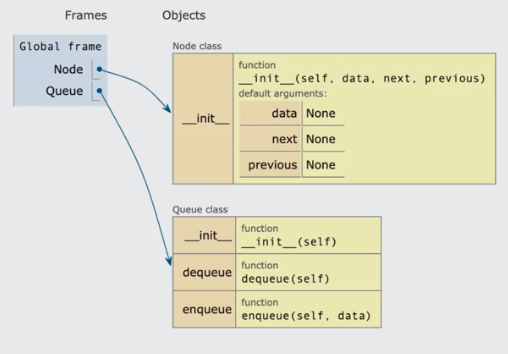 Frames Objects
Global frame
Node
Queue
Node class
__init__
function
__init__(self, data, next, previous)
default arguments:
data None
next None
previous None
Queue class
__init__
function
__init__(self)
dequeue
function
dequeue(self)
enqueue
function
enqueue(self, data)